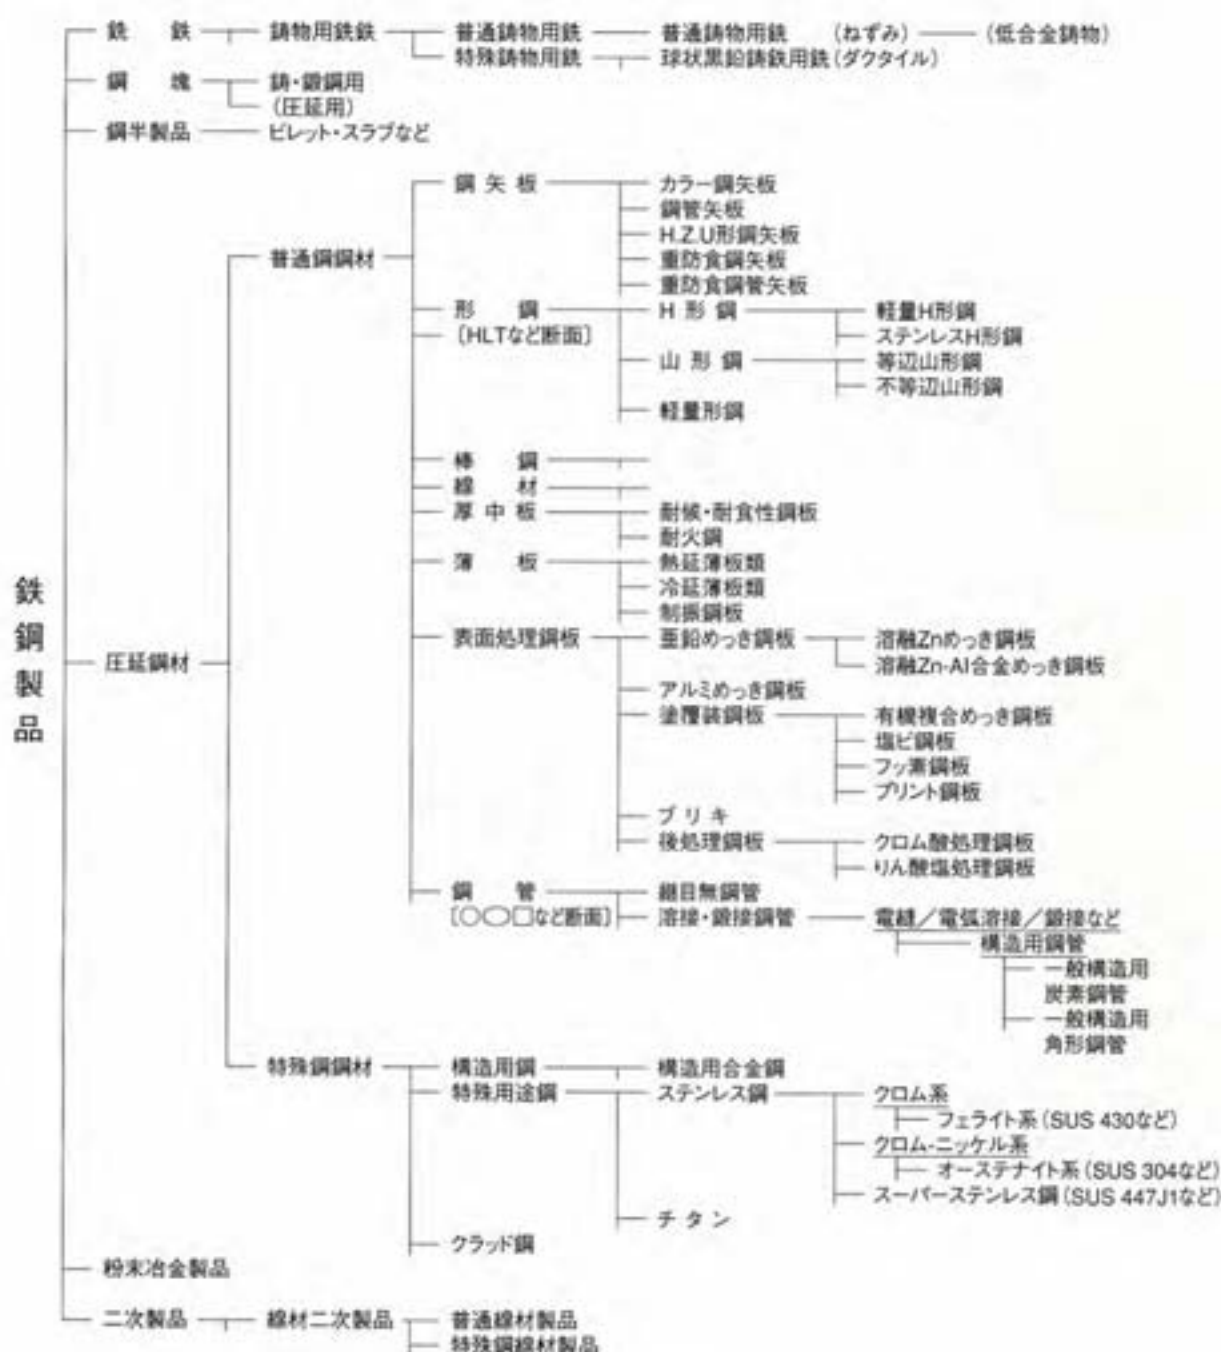 銑鉄 鋳物用銑鉄 普通鋳物用銑 普通鋳物用銑 (ねずみ) (低合金鋳物)
特殊鋳物用銑 球状黒鉛鋳鉄用銑(ダクタイル)
鋼塊 鋳・鍛鋼用
(圧延用)
鋼半製品 ビレット・スラブなど
鋼矢板 カラー鋼矢板
鋼管矢板
H.Z.U形鋼矢板
普通鋼鋼材 重防食鋼矢板
重防食鋼管矢板
形鋼 H形鋼 軽量H形鋼
〔HLTなど断面〕 ステンレスH形鋼
山形鋼 等辺山形鋼
不等辺山形鋼
軽量形鋼
棒鋼
線材
厚中板 耐候・耐食性鋼板
耐火鋼
薄板 熱延薄板類
冷延薄板類
制振鋼板
表面処理鋼板 亜鉛めっき鋼板 溶融Znめっき鋼板
鉄鋼製品 圧延鋼材 溶融Zn-Al合金めっき鋼板
アルミめっき鋼板
塗覆装鋼板 有機複合めっき鋼板
塩ビ鋼板
フッ素鋼板
プリント鋼板
ブリキ
後処理鋼板 クロム酸処理鋼板
りん酸塩処理鋼板
鋼管 継目無鋼管
〔○○□など断面〕 溶接・鍛接鋼管 電縫/電弧溶接/鍛接など
構造用鋼管
一般構造用
炭素鋼管
一般構造用
角形鋼管
特殊鋼鋼材 構造用鋼 構造用合金鋼
特殊用途鋼 ステンレス鋼 クロム系
フェライト系(SUS 430など)
クロム-ニッケル系
オーステナイト系(SUS 304など)
スーパーステンレス鋼(SUS 447J1など)
チタン
クラッド鋼
粉末冶金製品
二次製品 線材二次製品 普通線材製品
特殊鋼線材製品